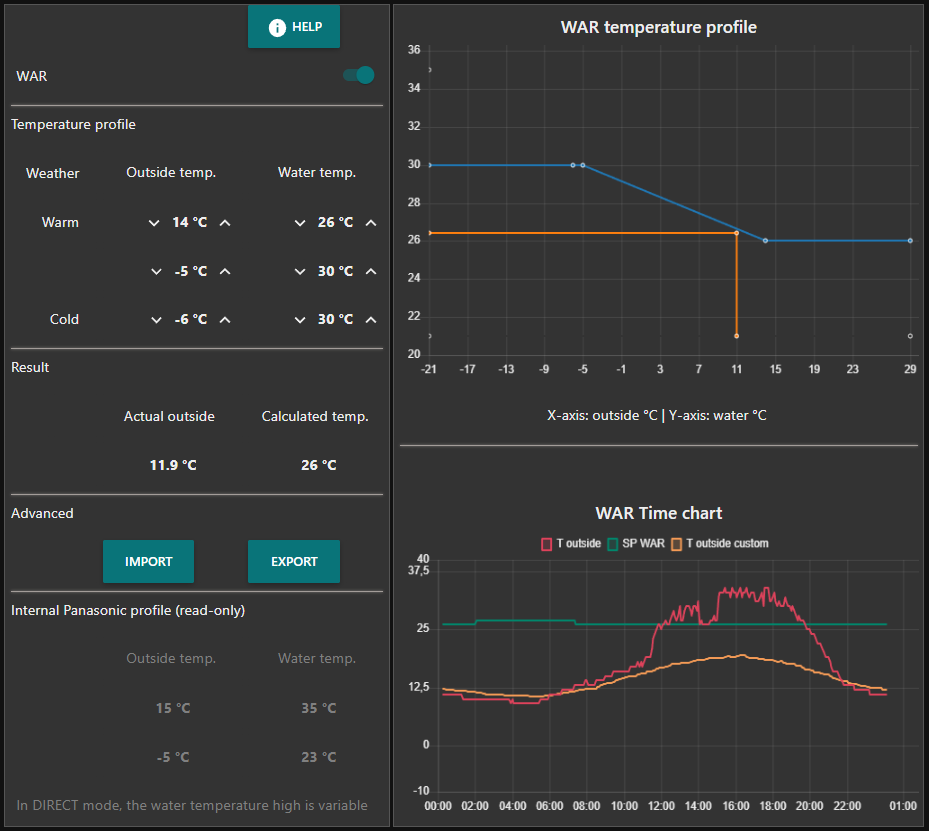 HELP
WAR
Temperature profile
Weather Outside temp. Water temp.
Warm 14 °C 26 °C
-5 °C 30 °C
Cold -6 °C 30 °C
Result
Actual outside Calculated temp.
11.9 °C 26 °C
Advanced
IMPORT EXPORT
Internal Panasonic profile (read-only)
Outside temp. Water temp.
15 °C 35 °C
-5 °C 23 °C
In DIRECT mode, the water temperature high is variable
WAR temperature profile
36
34
32
30
28
26
24
22
20
-21 -17 -13 -9 -5 -1 3 7 11 15 19 23 29
X-axis: outside °C | Y-axis: water °C
WAR Time chart
T outside SP WAR T outside custom
40
37,5
25
12,5
0
-10
00:00 02:00 04:00 06:00 08:00 10:00 12:00 14:00 16:00 18:00 20:00 22:00 01:00